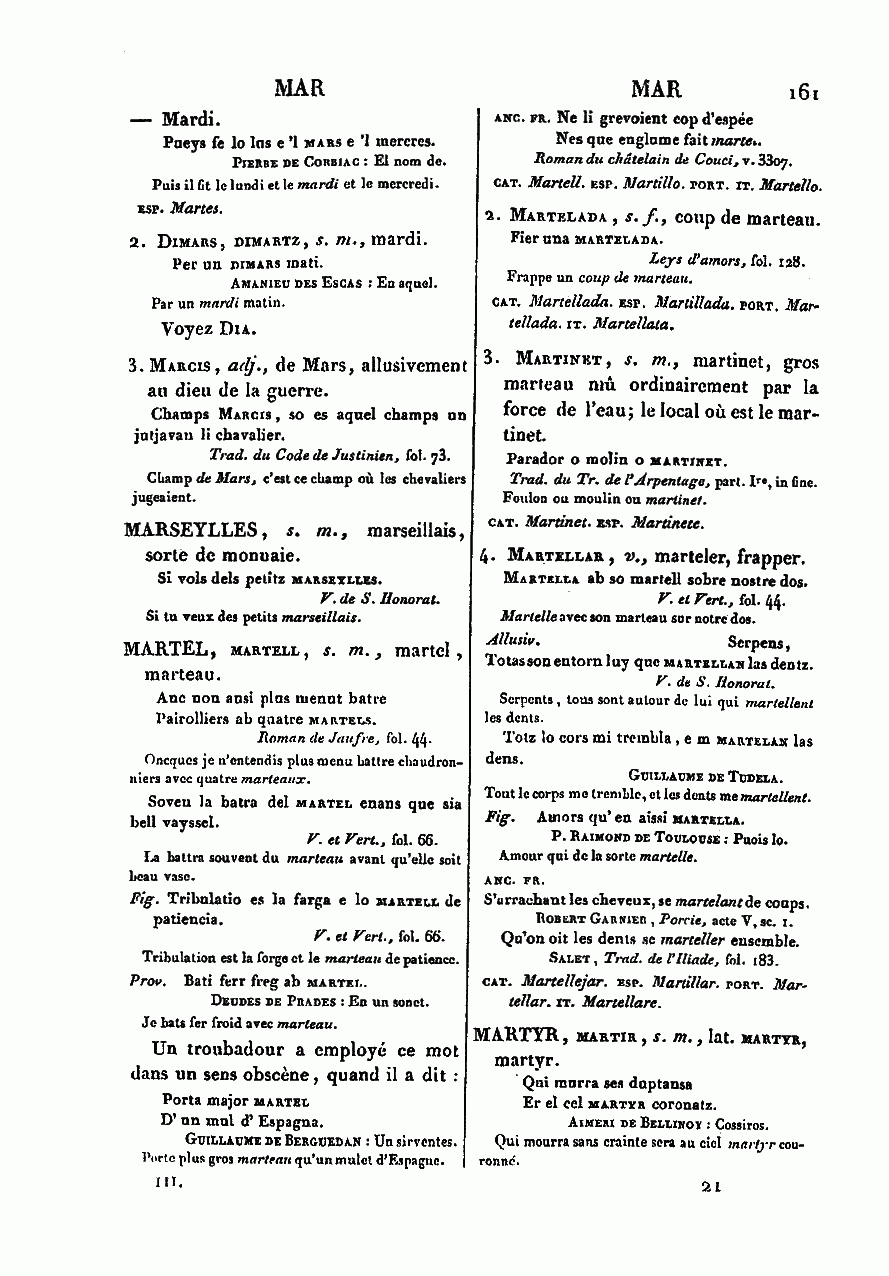 MAR
MAR
161
— Mardi.
Pueys fe lo lus e 'l MARS e 'l mercres.
PIERRE DE CORBIAC : El nom de.
Puis il fit le lundi et le mardi et le mercredi.
ESP. Martes.
2. DIMARS, DIMARTZ, s. m., mardi.
Per un DIMARS mati.
AMANIEU DES ESCAS : En aquel.
Par un mardi matin.
Voyez DIA.
3. MARCIS, adj., de Mars, allusivement
au dieu de la guerre.
Champs MARCIS, so es aquel champs on
jutjavan li chavalier.
Trad. du Code de Justinien, fol. 73.
Champ de Mars, c'est ce champ où les chevaliers
jugeaient.
MARSEYLLES, s. m., marseillais,
sorte de monnaie.
Si vols dels petitz MARSEYLLES.
V. de S. Honorat.
Si tu veux des petits marseillais.
MARTEL, MARTELL, s. m., martel,
marteau.
Anc non ausi plus menut batre
Pairolliers ab quatre MARTELS.
Roman de Jaufre, fol. 44.
Oncques je n'entendis plus menu battre chaudron-
niers avec quatre marteaux.
Soven la batra del MARTEL enans que sia
bell vayssel.
V. et Vert., fol. 66.
La battra souvent du marteau avant qu'elle soit
beau vase.
Fig. Tribulatio es la farga e lo MARTELL de
patiencia.
V. et Vert., fol. 66.
Tribulation est la forge et le marteau de patience.
Prov. Bati ferr freg ab MARTEL.
DEUDES DE PRADES : En un sonet.
Je bats fer froid avec marteau.
Un troubadour a employé ce mot
dans un sens obscène, quand il a dit :
Porta major MARTEL
D' un mul d' Espagna.
GUILLAUME DE BERGUEDAN : Un sirventes.
Porte plus gros marteau qu'un mulet d'Espagne.
III.
ANC. FR. Ne li grevoient cop d'espée
Nes que englume fait marte..
Roman du châtelain de Couci, v. 3307.
CAT. Martell. ESP. Martillo. PORT. IT. Martello.
2. MARTELADA, s. f., coup de marteau.
Fier una MARTELADA.
Leys d'amors, fol. 128.
Frappe un coup de marteau.
CAT. Martellada. ESP. Martillada. PORT. Mar-
tellada. IT. Martellata.
3. MARTINET, s. m., martinet, gros
marteau mû ordinairement par la
force de l'eau; le local où est le mar-
tinet.
Parador o molin o MARTINET.
Trad. du Tr. de l'Arpentage, part. Ire, in fine.
Foulon ou moulin ou martinet.
CAT. Martinet. ESP. Martinete.
4. MARTELLAR, v., marteler, frapper.
MARTELLA ab so martell sobre nostre dos.
V. et Vert., fol. 44.
Martelle avec son marteau sur notre dos.
Allusiv. Serpens,
Totas son entorn luy que MARTELLAN las dentz.
V. de S. Honorat.
Serpents, tous sont autour de lui qui martellent
les dents.
Totz lo cors mi trembla, e m MARTELAN las
dens.
GUILLAUME DE TUDELA.
Tout le corps me tremble, et les dents me martellent.
Fig. Amors qu' en aissi MARTELLA.
P. RAIMOND DE TOULOUSE : Puois lo.
Amour qui de la sorte martelle.
ANC. FR.
S'arrachant les cheveux, se martelant de coups.
ROBERT GARNIER, Porcie, acte V, sc. 1.
Qu'on oit les dents se marteller ensemble.
SALET, Trad. de l'Iliade, fol. 183.
CAT. Martellejar. ESP. Martillar. PORT. Mar-
tellar. IT. Martellare.
MARTYR, MARTIR, s. m., lat. MARTYR,
martyr.
Qui murra ses duptansa
Er el cel MARTYR coronatz.
AIMERI DE BELLINOY : Cossiros.
Qui mourra sans crainte sera au ciel martyr cou-
ronné.
21